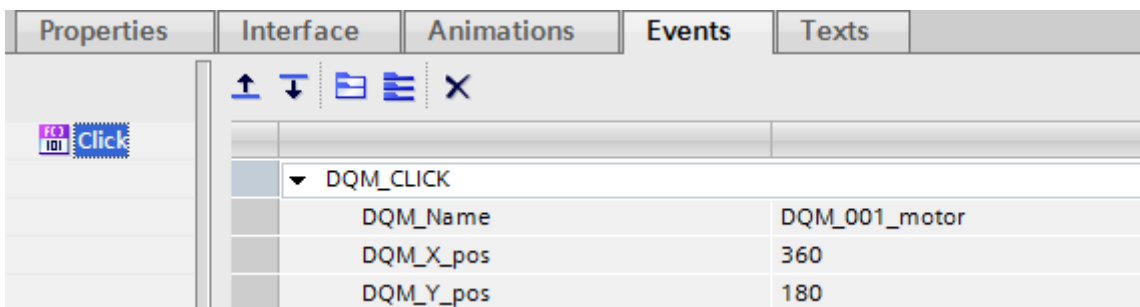 Properties Interface Animations Events Texts
Click
DQM_CLICK
DQM_Name DQM_001_motor
DQM_X_pos 360
DQM_Y_pos 180